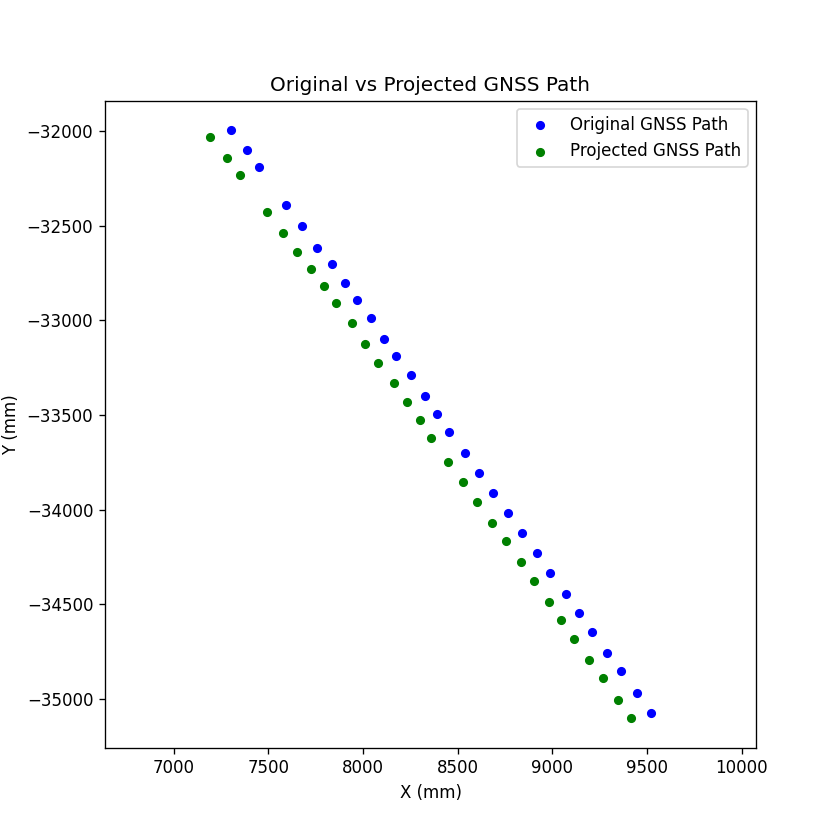 Original vs Projected GNSS Path
Original GNSS Path
Projected GNSS Path
−32000
−32500
−33000
−33500
−34000
−34500
−35000
Y (mm)
7000 7500 8000 8500 9000 9500 10000
X (mm)